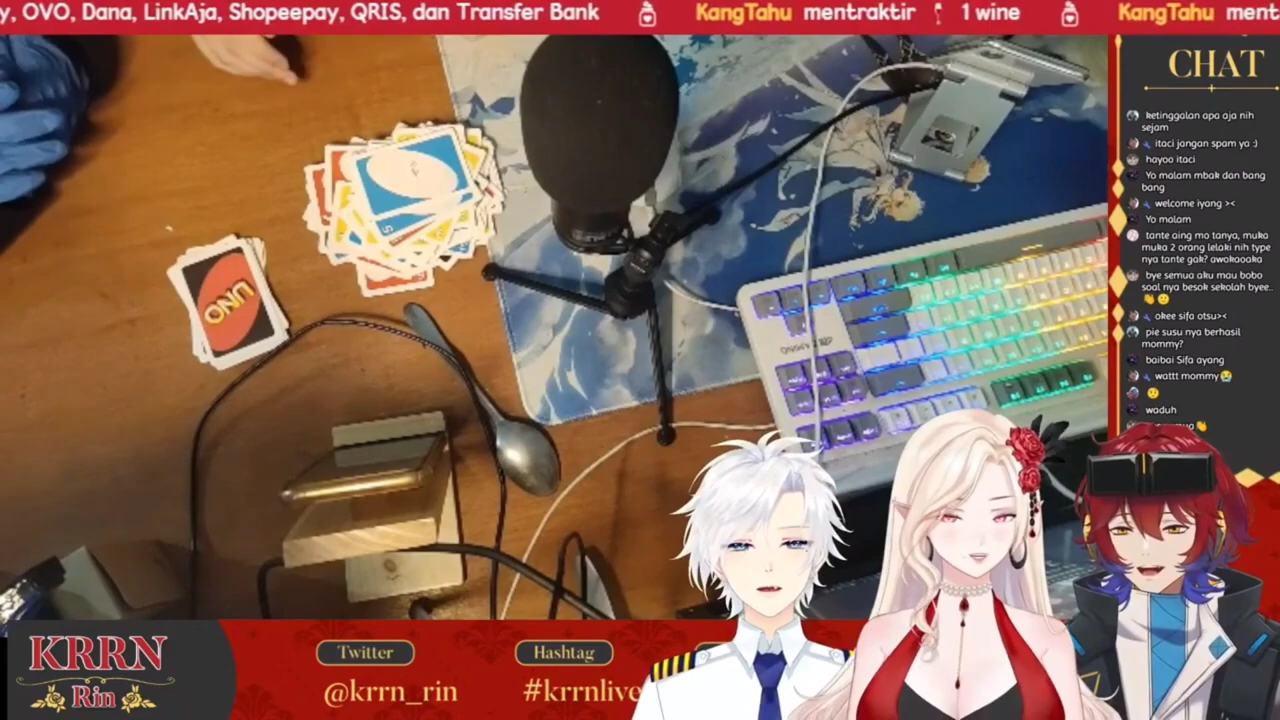 y, OVO, Dana, LinkAja, Shopeepay, QRIS, dan Transfer Bank KangTahu mentraktir 1 wine KangTahu ment
CHAT
ketinggalan apa aja nih
sejam
itaci jangan spam ya :)
hayoo itaci
Yo malam mbak dan bang
bang
welcome iyang ><
Yo malam
tante aing mo tanya, muka
muka 2 orang lelaki nih type
nya tante gak? awokaoaka
bye semua aku mau bobo
soal nya besok sekolah byee..
👋🙂
okee sifa otsu><
pie susu nya berhasil
mommy?
baibai Sifa ayang
wattt mommy😭
🤨
waduh
UNO
KRRN
Rin
Twitter
@krrn_rin
Hashtag
#krrnlive